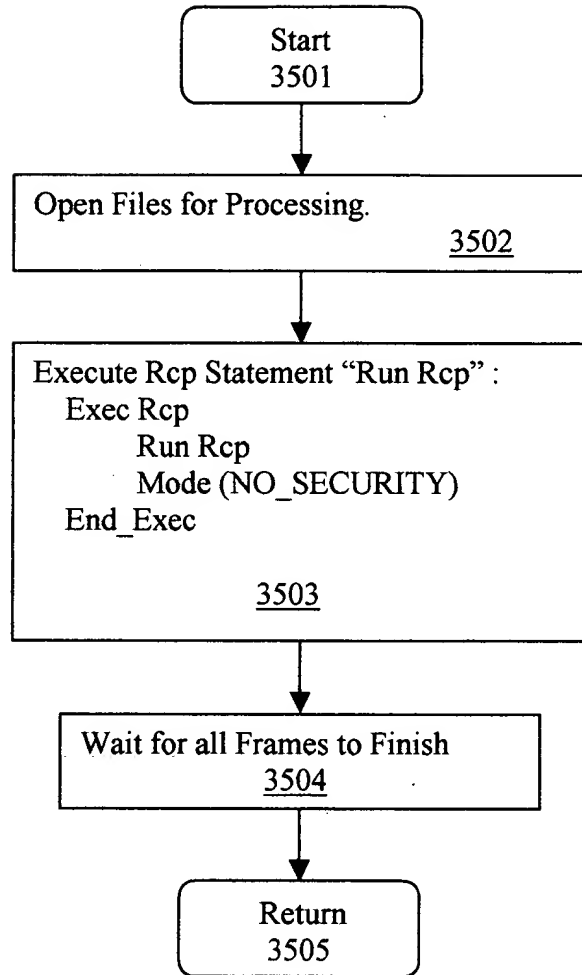 Start
3501
Open Files for Processing.
3502
Execute Rcp Statement “Run Rcp” :
Exec Rcp
Run Rcp
Mode (NO_SECURITY)
End_Exec
3503
Wait for all Frames to Finish
3504
Return
3505